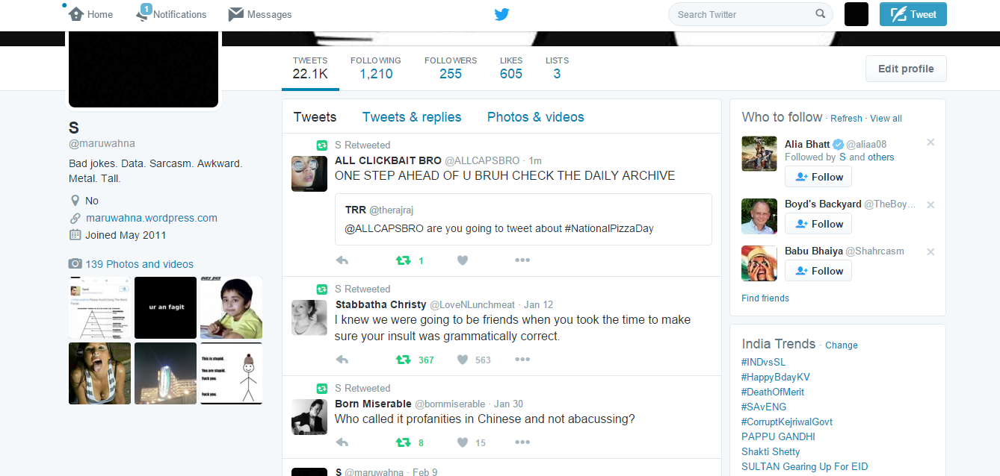 Home
1
Notifications
Messages
Search Twitter
Tweet
TWEETS
22.1K
FOLLOWING
1,210
FOLLOWERS
255
LIKES
605
LISTS
3
Edit profile
S
@maruwahna
Bad jokes. Data. Sarcasm. Awkward.
Metal. Tall.
No
maruwahna.wordpress.com
Joined May 2011
139 Photos and videos
ur an fagit
This is stupid.
You are stupid.
Fuck you.
Fuck you.
Tweets
Tweets & replies
Photos & videos
S Retweeted
ALL CLICKBAIT BRO @ALLCAPSBRO · 1m
ONE STEP AHEAD OF U BRUH CHECK THE DAILY ARCHIVE
TRR @therajraj
@ALLCAPSBRO are you going to tweet about #NationalPizzaDay
1
S Retweeted
Stabbatha Christy @LoveNLunchmeat · Jan 12
I knew we were going to be friends when you took the time to make
sure your insult was grammatically correct.
367
563
S Retweeted
Born Miserable @bornmiserable · Jan 30
Who called it profanities in Chinese and not abacussing?
8
15
S @maruwahna · Feb 9
Who to follow · Refresh · View all
Alia Bhatt @aliaa08
Followed by S and others
Follow
Boyd's Backyard @TheBoy...
Follow
Babu Bhaiya @Shahrcasm
Follow
Find friends
India Trends · Change
#INDvsSL
#HappyBdayKV
#DeathOfMerit
#SAvENG
#CorruptKejriwalGovt
PAPPU GANDHI
Shakti Shetty
SULTAN Gearing Up For EID